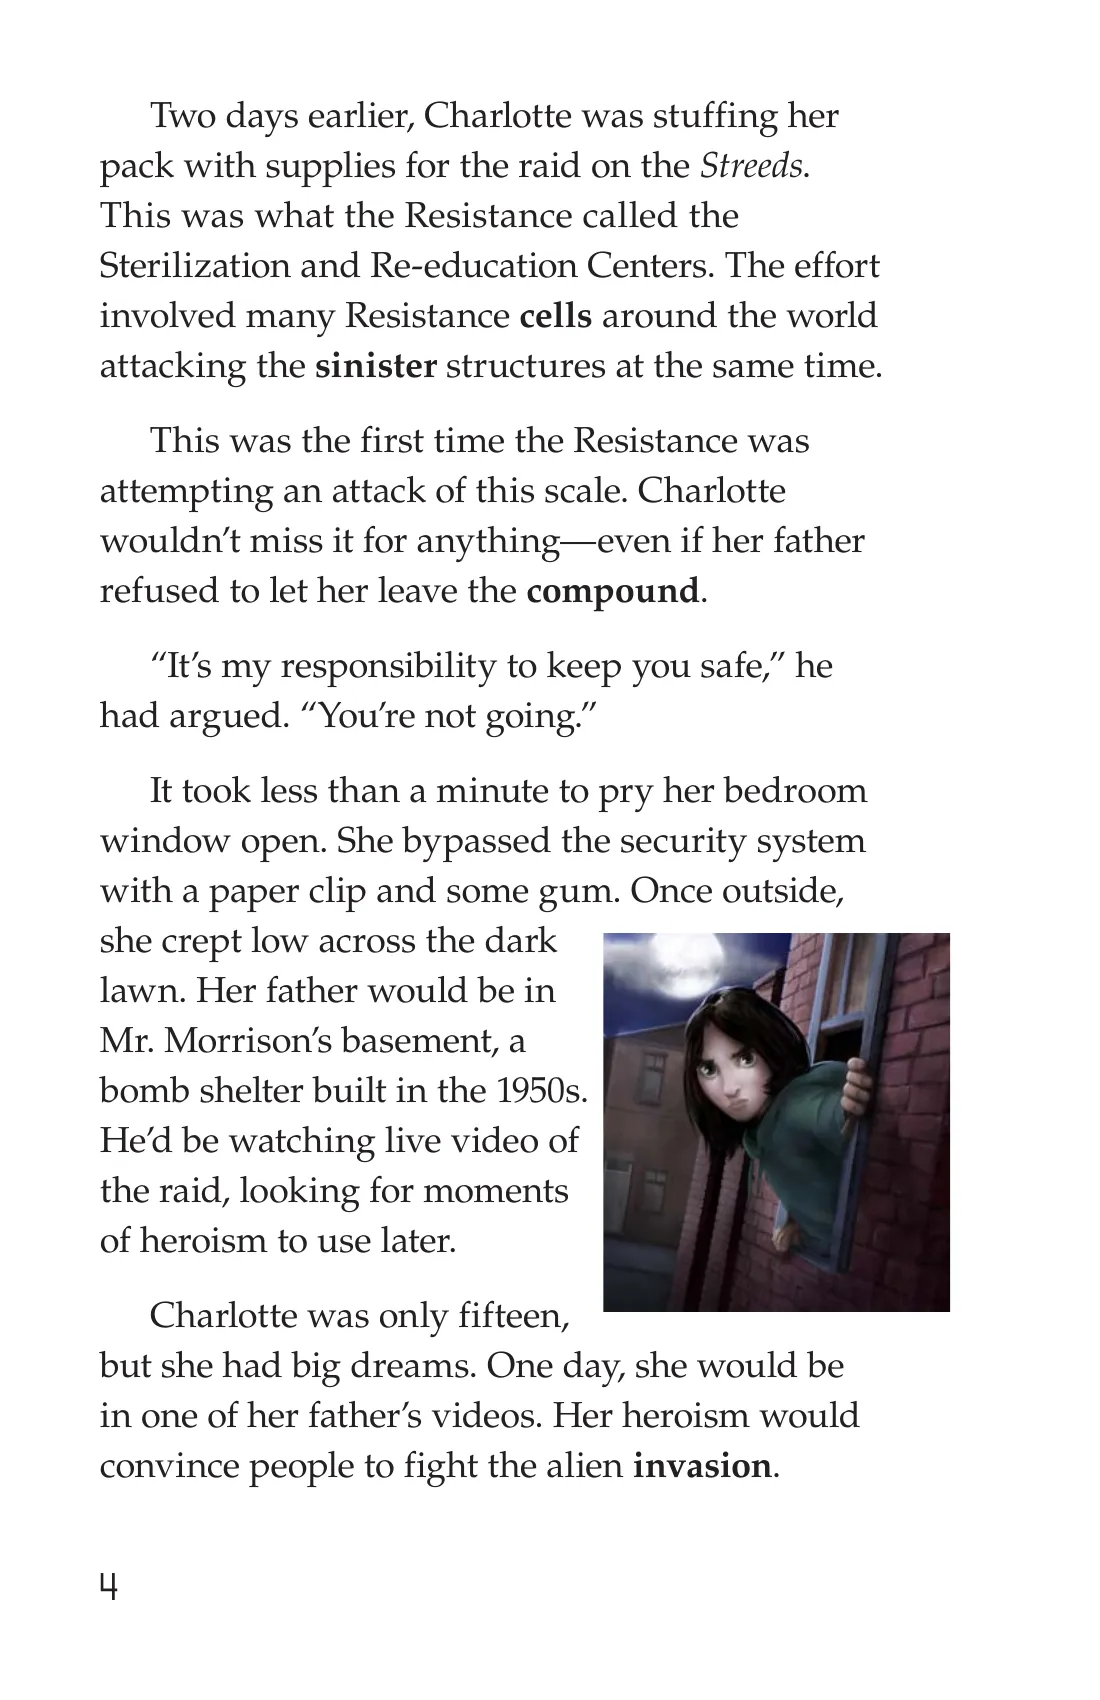 Two days earlier, Charlotte was stuffing her
pack with supplies for the raid on the Streeds.
This was what the Resistance called the
Sterilization and Re-education Centers. The effort
involved many Resistance cells around the world
attacking the sinister structures at the same time.
This was the first time the Resistance was
attempting an attack of this scale. Charlotte
wouldn’t miss it for anything—even if her father
refused to let her leave the compound.
“It’s my responsibility to keep you safe,” he
had argued. “You’re not going.”
It took less than a minute to pry her bedroom
window open. She bypassed the security system
with a paper clip and some gum. Once outside,
she crept low across the dark
lawn. Her father would be in
Mr. Morrison’s basement, a
bomb shelter built in the 1950s.
He’d be watching live video of
the raid, looking for moments
of heroism to use later.
Charlotte was only fifteen,
but she had big dreams. One day, she would be
in one of her father’s videos. Her heroism would
convince people to fight the alien invasion.
4